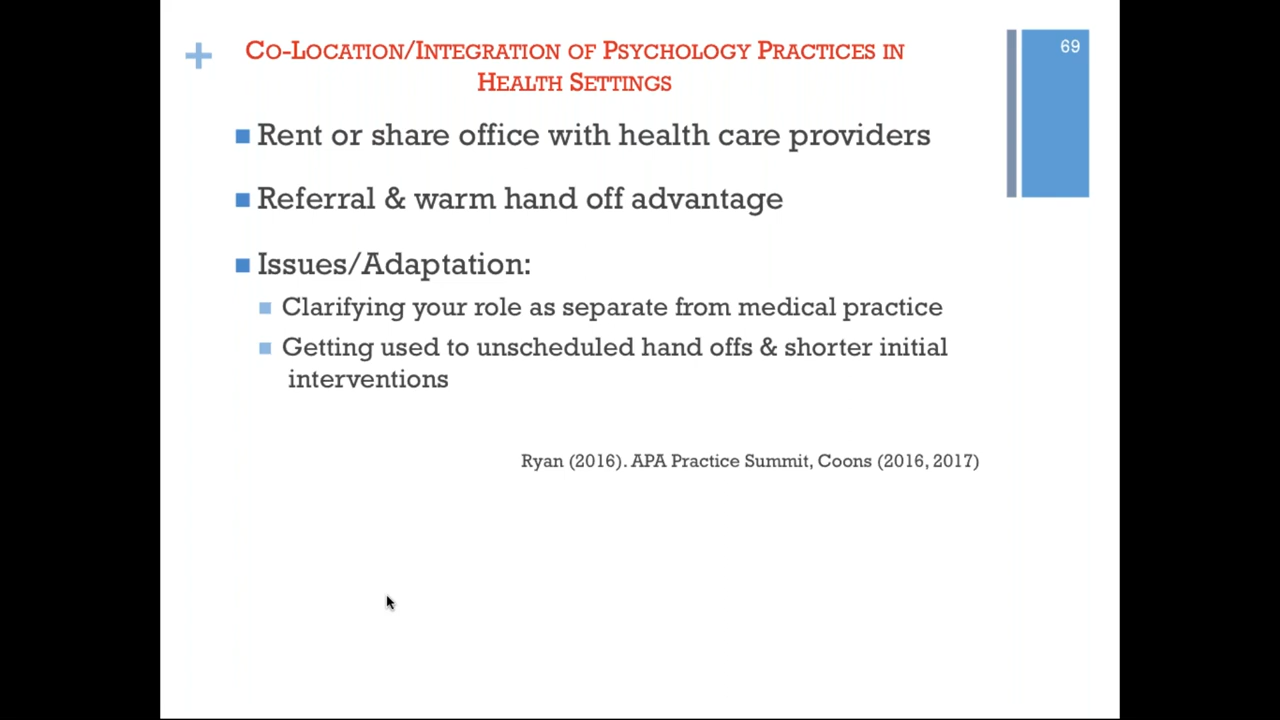 69
+ Co-Location/Integration of Psychology Practices in
Health Settings
Rent or share office with health care providers
Referral & warm hand off advantage
Issues/Adaptation:
Clarifying your role as separate from medical practice
Getting used to unscheduled hand offs & shorter initial
interventions
Ryan (2016). APA Practice Summit, Coons (2016, 2017)